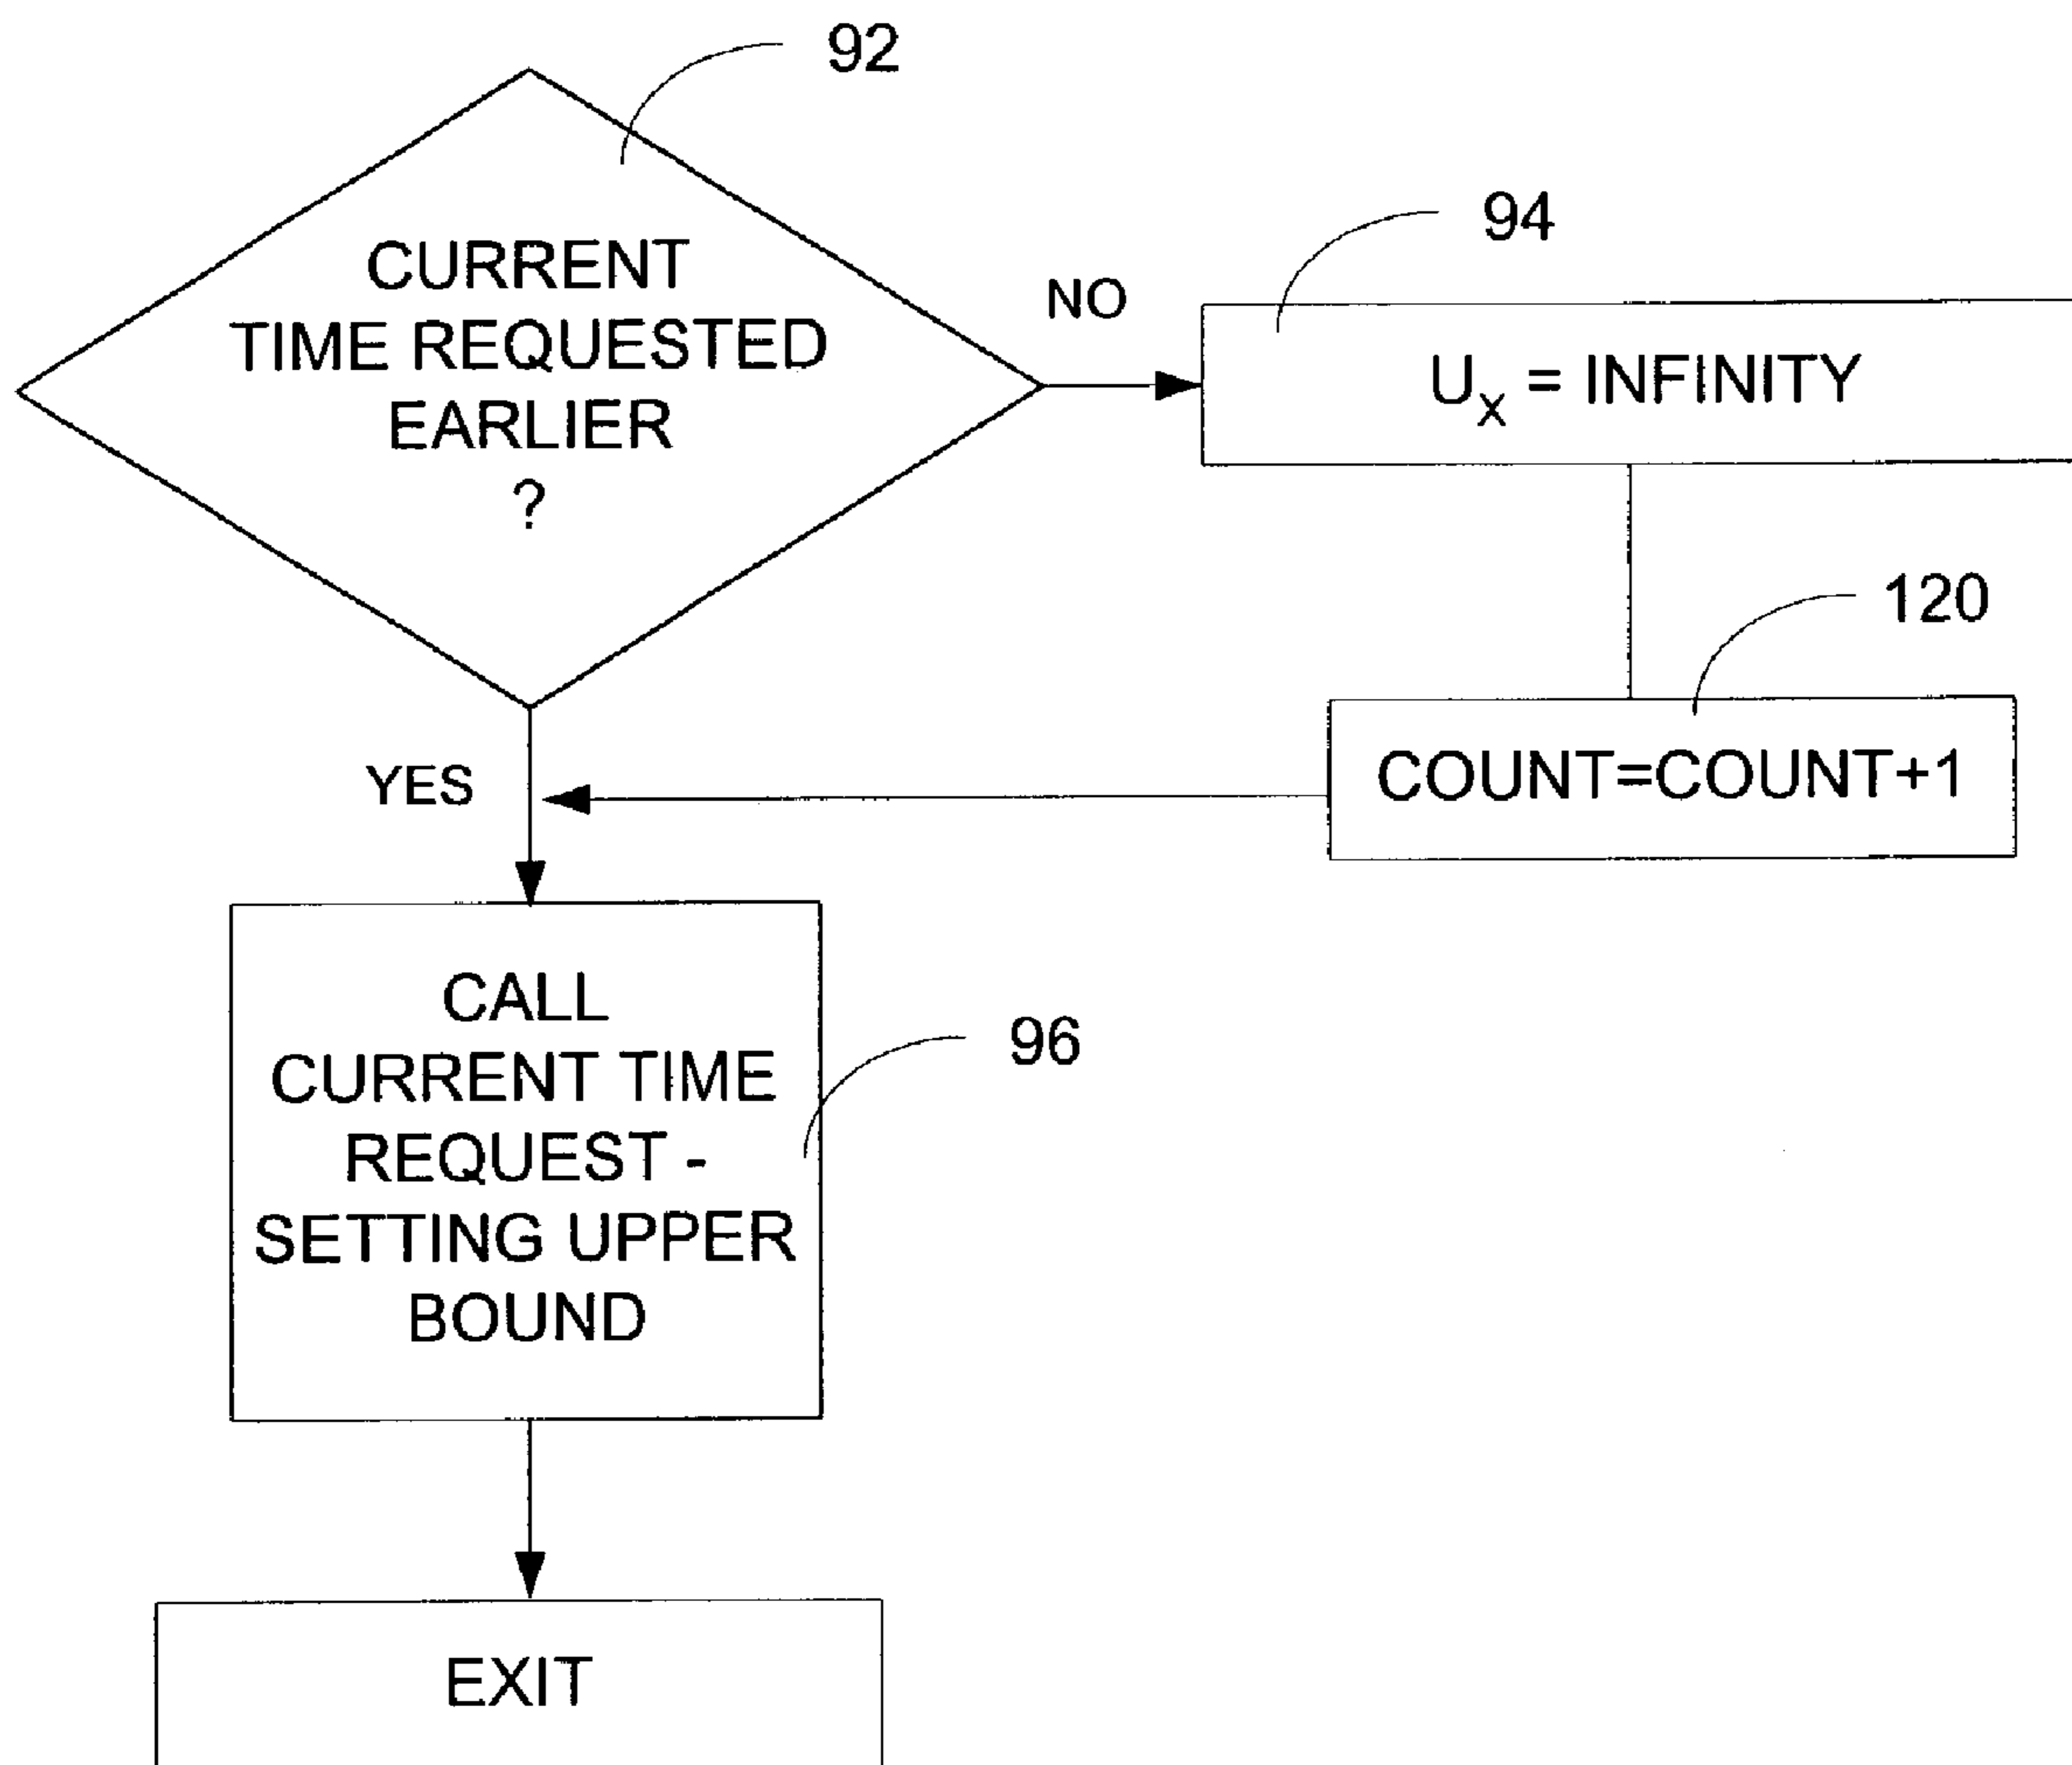 92
CURRENT
TIME REQUESTED
EARLIER
?
NO
94
Uₓ = INFINITY
120
COUNT=COUNT+1
YES
CALL
CURRENT TIME
REQUEST -
SETTING UPPER
BOUND
96
EXIT